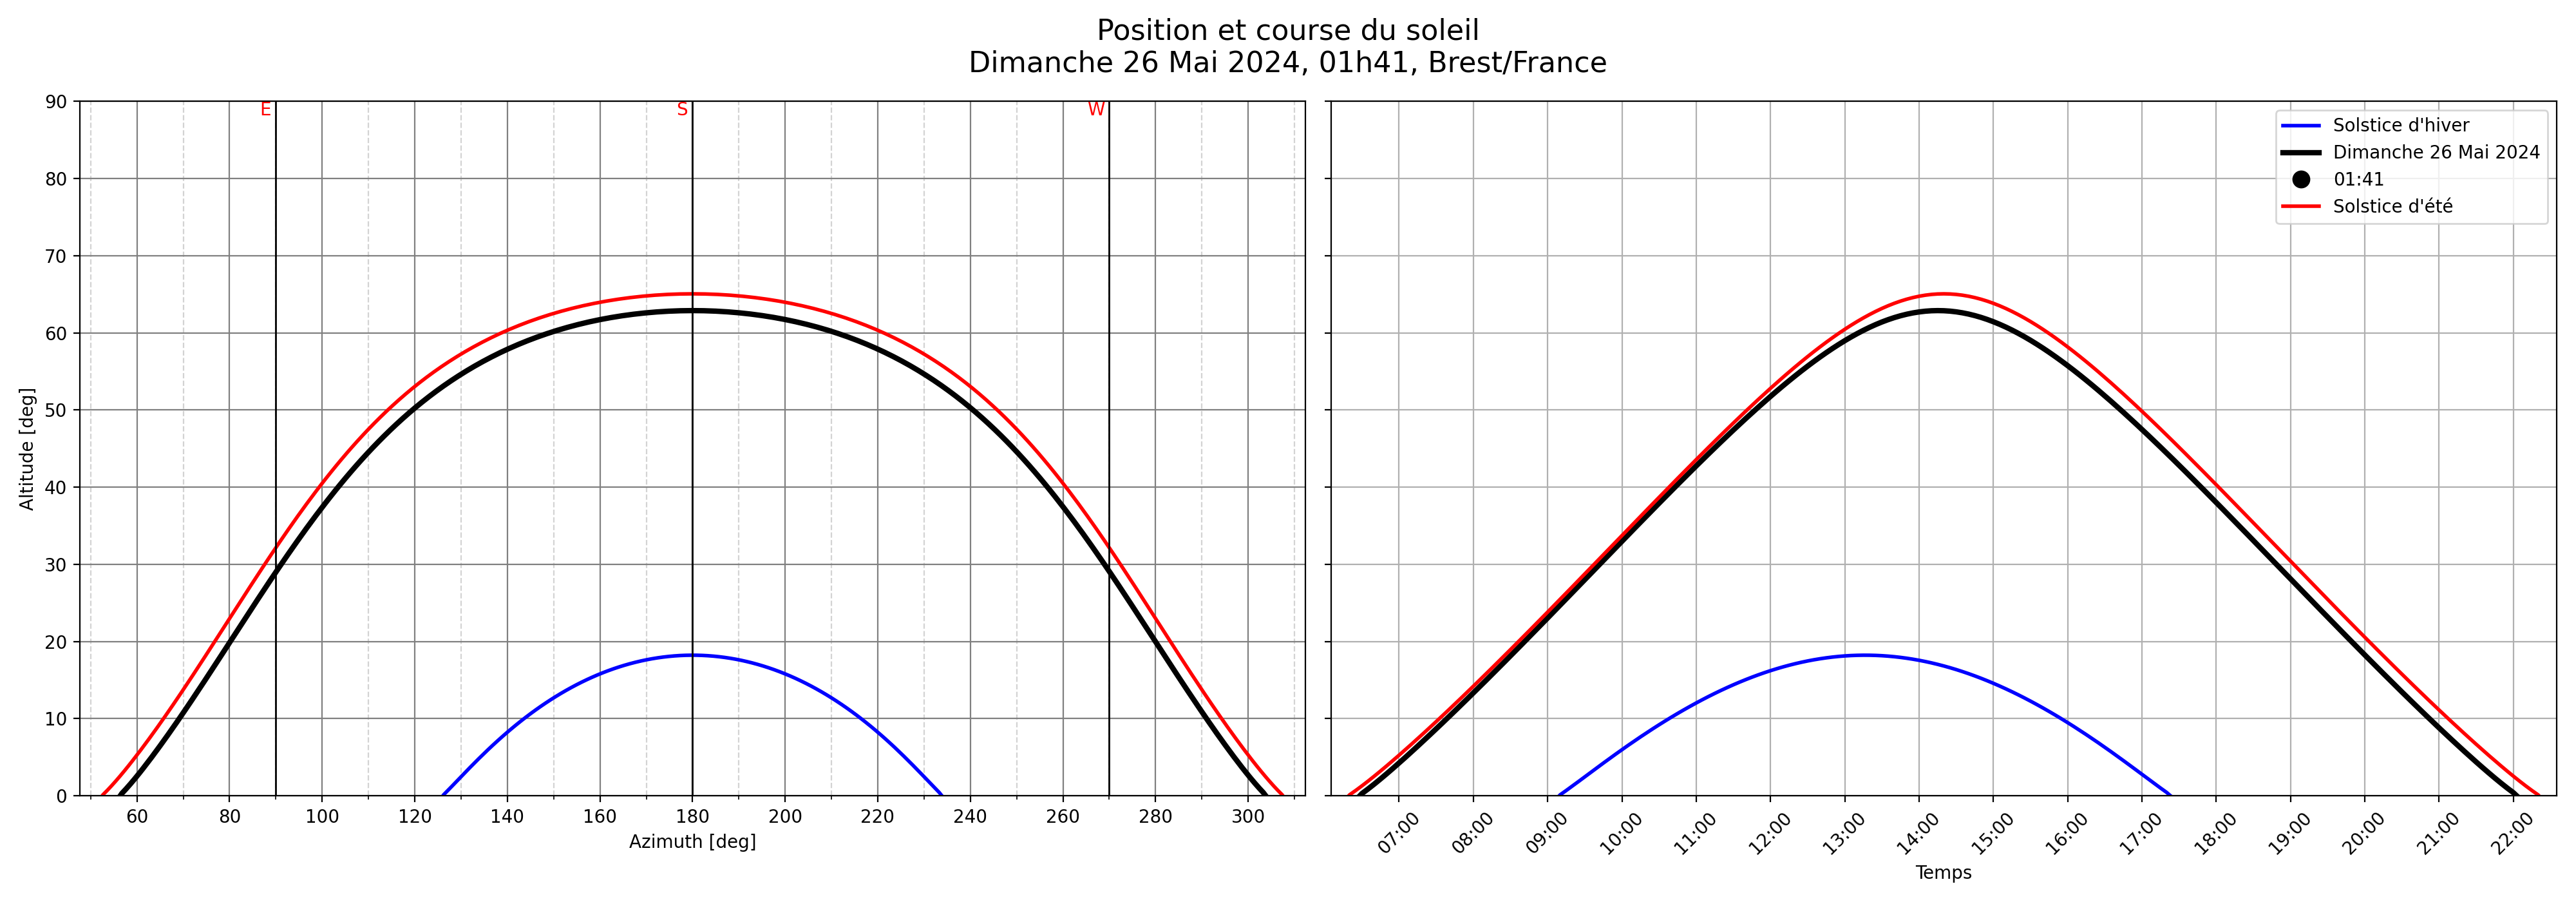 Position et course du soleil
Dimanche 26 Mai 2024, 01h41, Brest/France
E
S
W
90
80
70
60
50
40
30
20
10
0
Altitude [deg]
60 80 100 120 140 160 180 200 220 240 260 280 300
Azimuth [deg]
Solstice d'hiver
Dimanche 26 Mai 2024
01:41
Solstice d'été
07:00 08:00 09:00 10:00 11:00 12:00 13:00 14:00 15:00 16:00 17:00 18:00 19:00 20:00 21:00 22:00
Temps